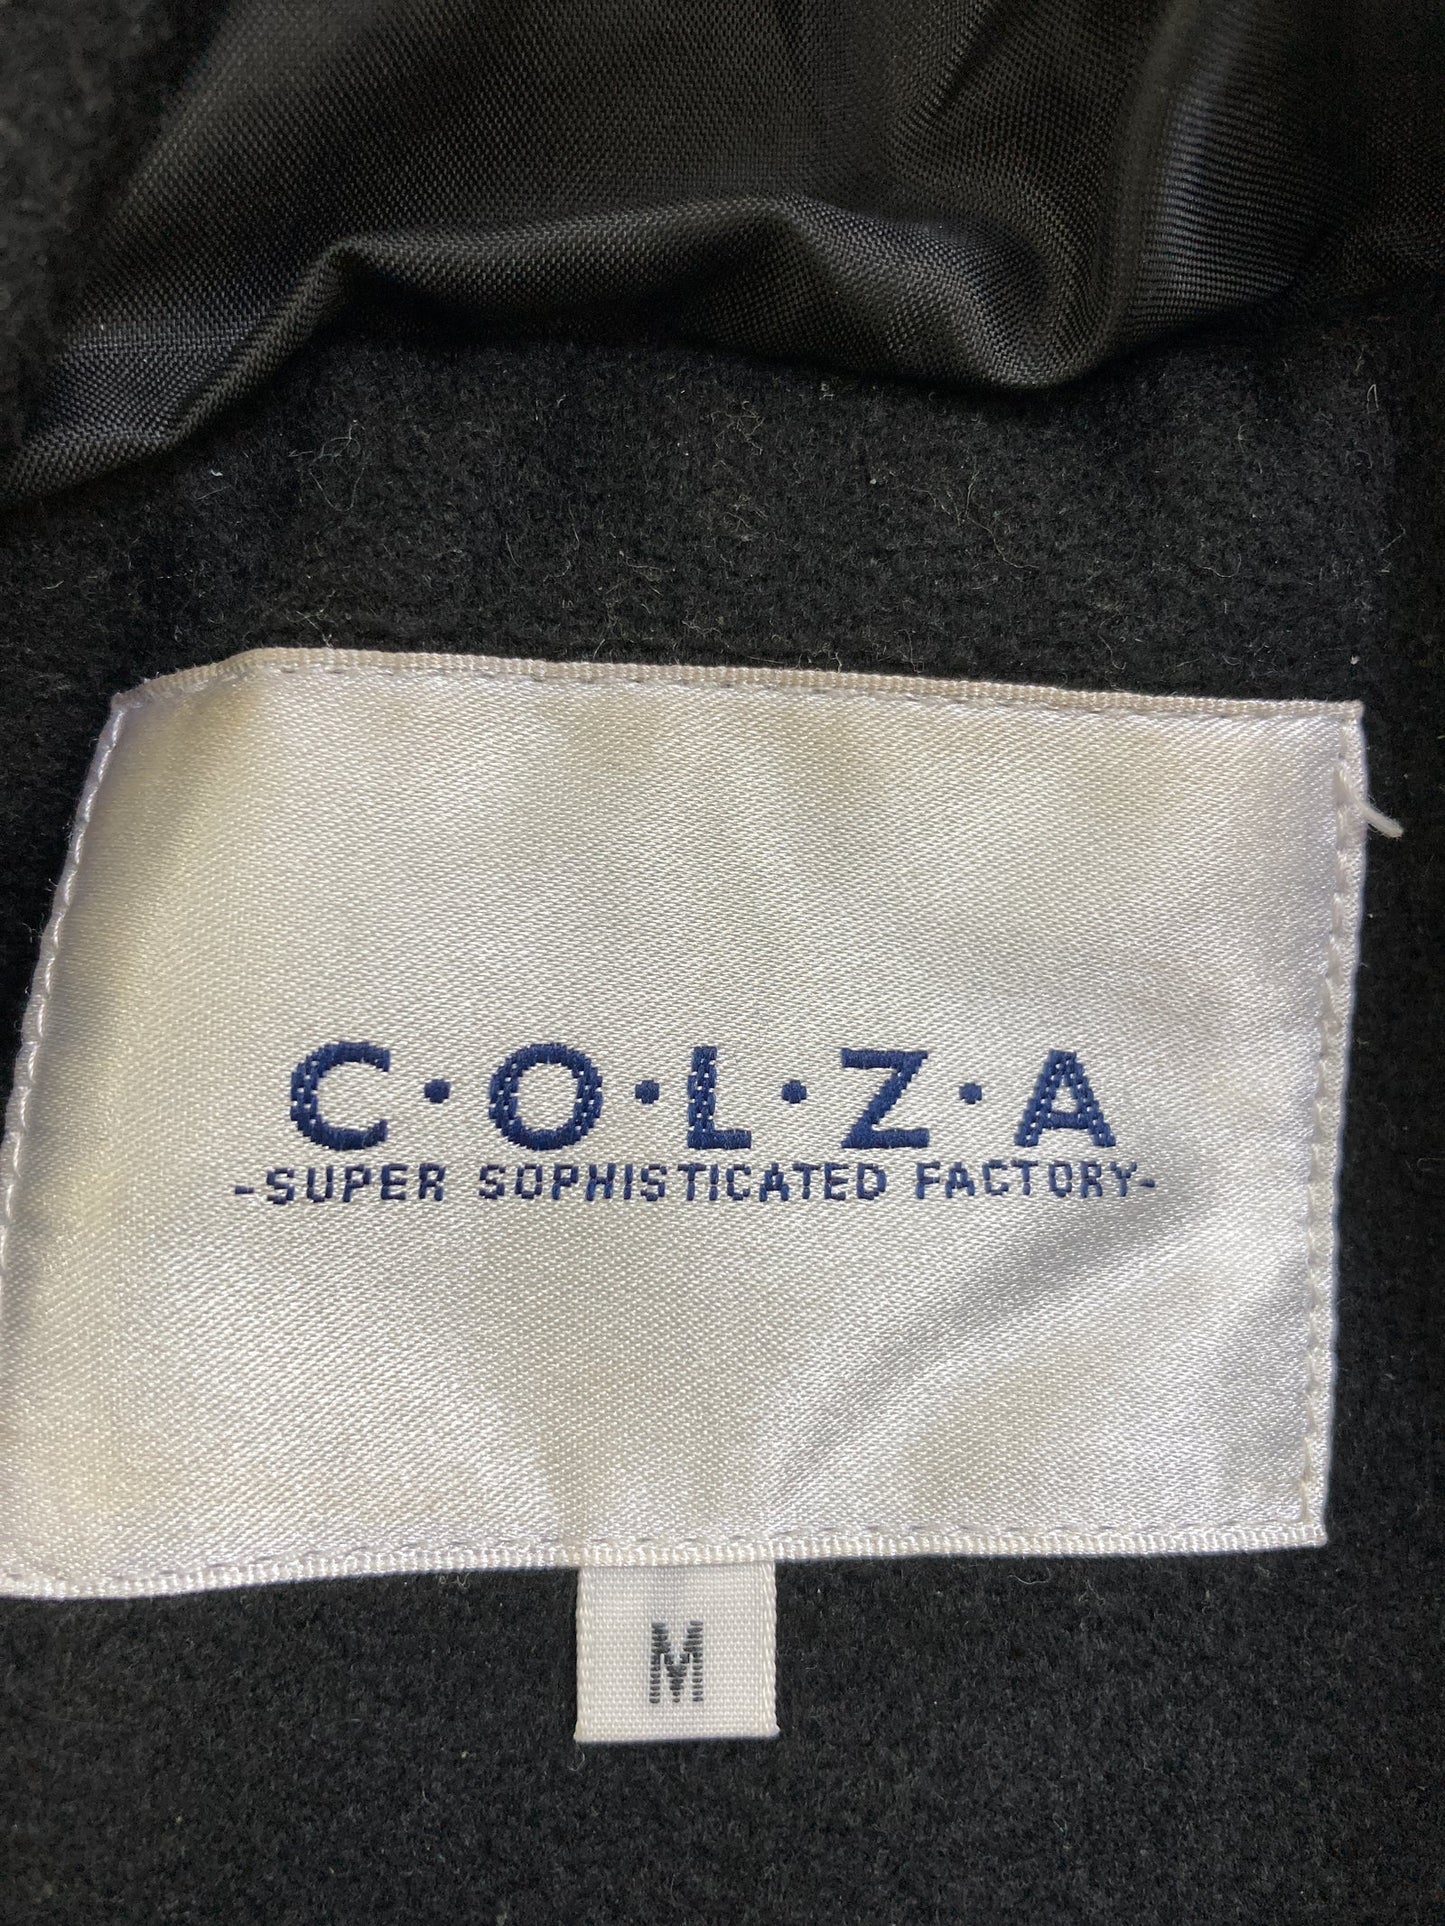 C·O·L·Z·A
-SUPER SOPHISTICATED FACTORY-
M